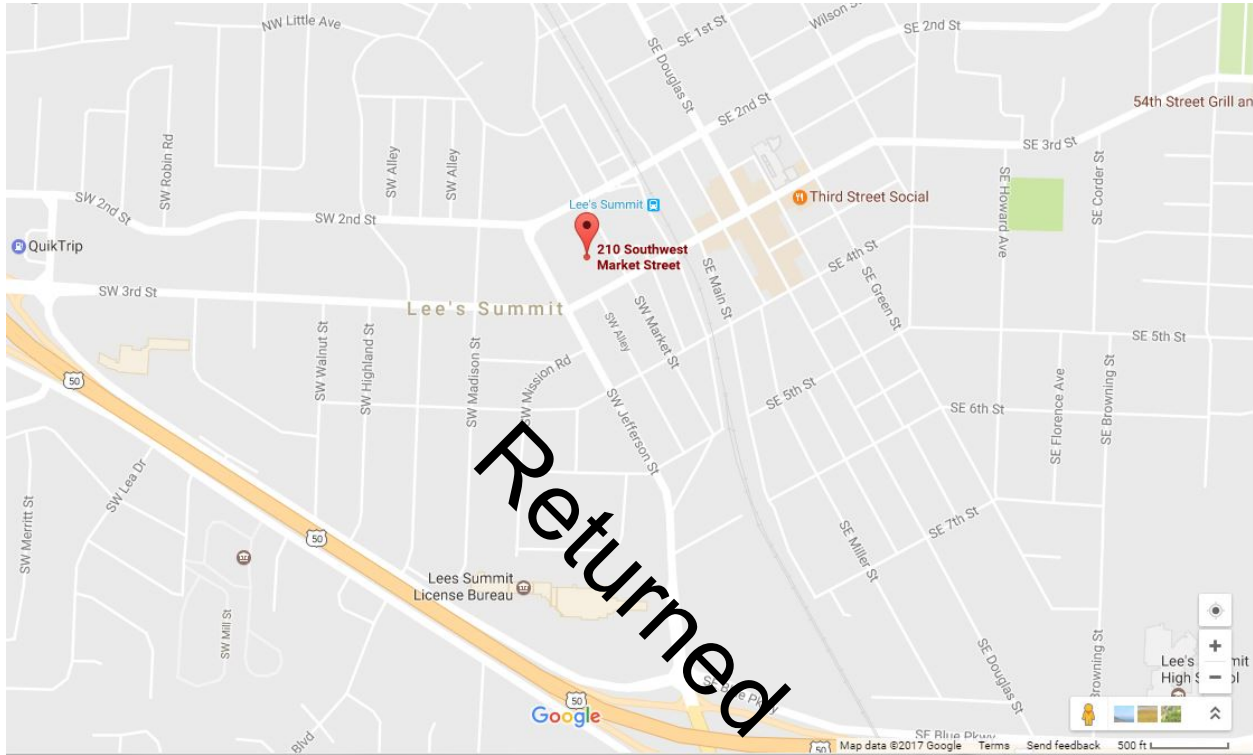 NW Little Ave
Wilson S
SE 1st St
SE 2nd St
SE Douglas St
54th Street Grill an
SE 2nd St
SE 3rd St
SW Robin Rd
SW Alley
SW Alley
SE Howard Ave
SE Corder St
SW 2nd St
SW 2nd St
Lee's Summit
Third Street Social
QuikTrip
210 Southwest
Market Street
SE 4th St
SE Main St
SE Green St
SW 3rd St
Lee's Summit
SW Market St
SW Alley
SE 5th St
SW Walnut St
SW Highland St
SW Madison St
SW Mission Rd
SE 5th St
50
SW Jefferson St
SE 6th St
SE Florence Ave
SE Browning St
Returned
SW Lea Dr
SW Merritt St
50
SE Miller St
SE 7th St
Lees Summit
License Bureau
SW Mill St
SE Douglas St
Browning St
Lee's mit
High S ol
SE Blue Pkwy
50
Google
Blvd
SE Blue Pkwy
50
Map data ©2017 Google Terms Send feedback 500 ft